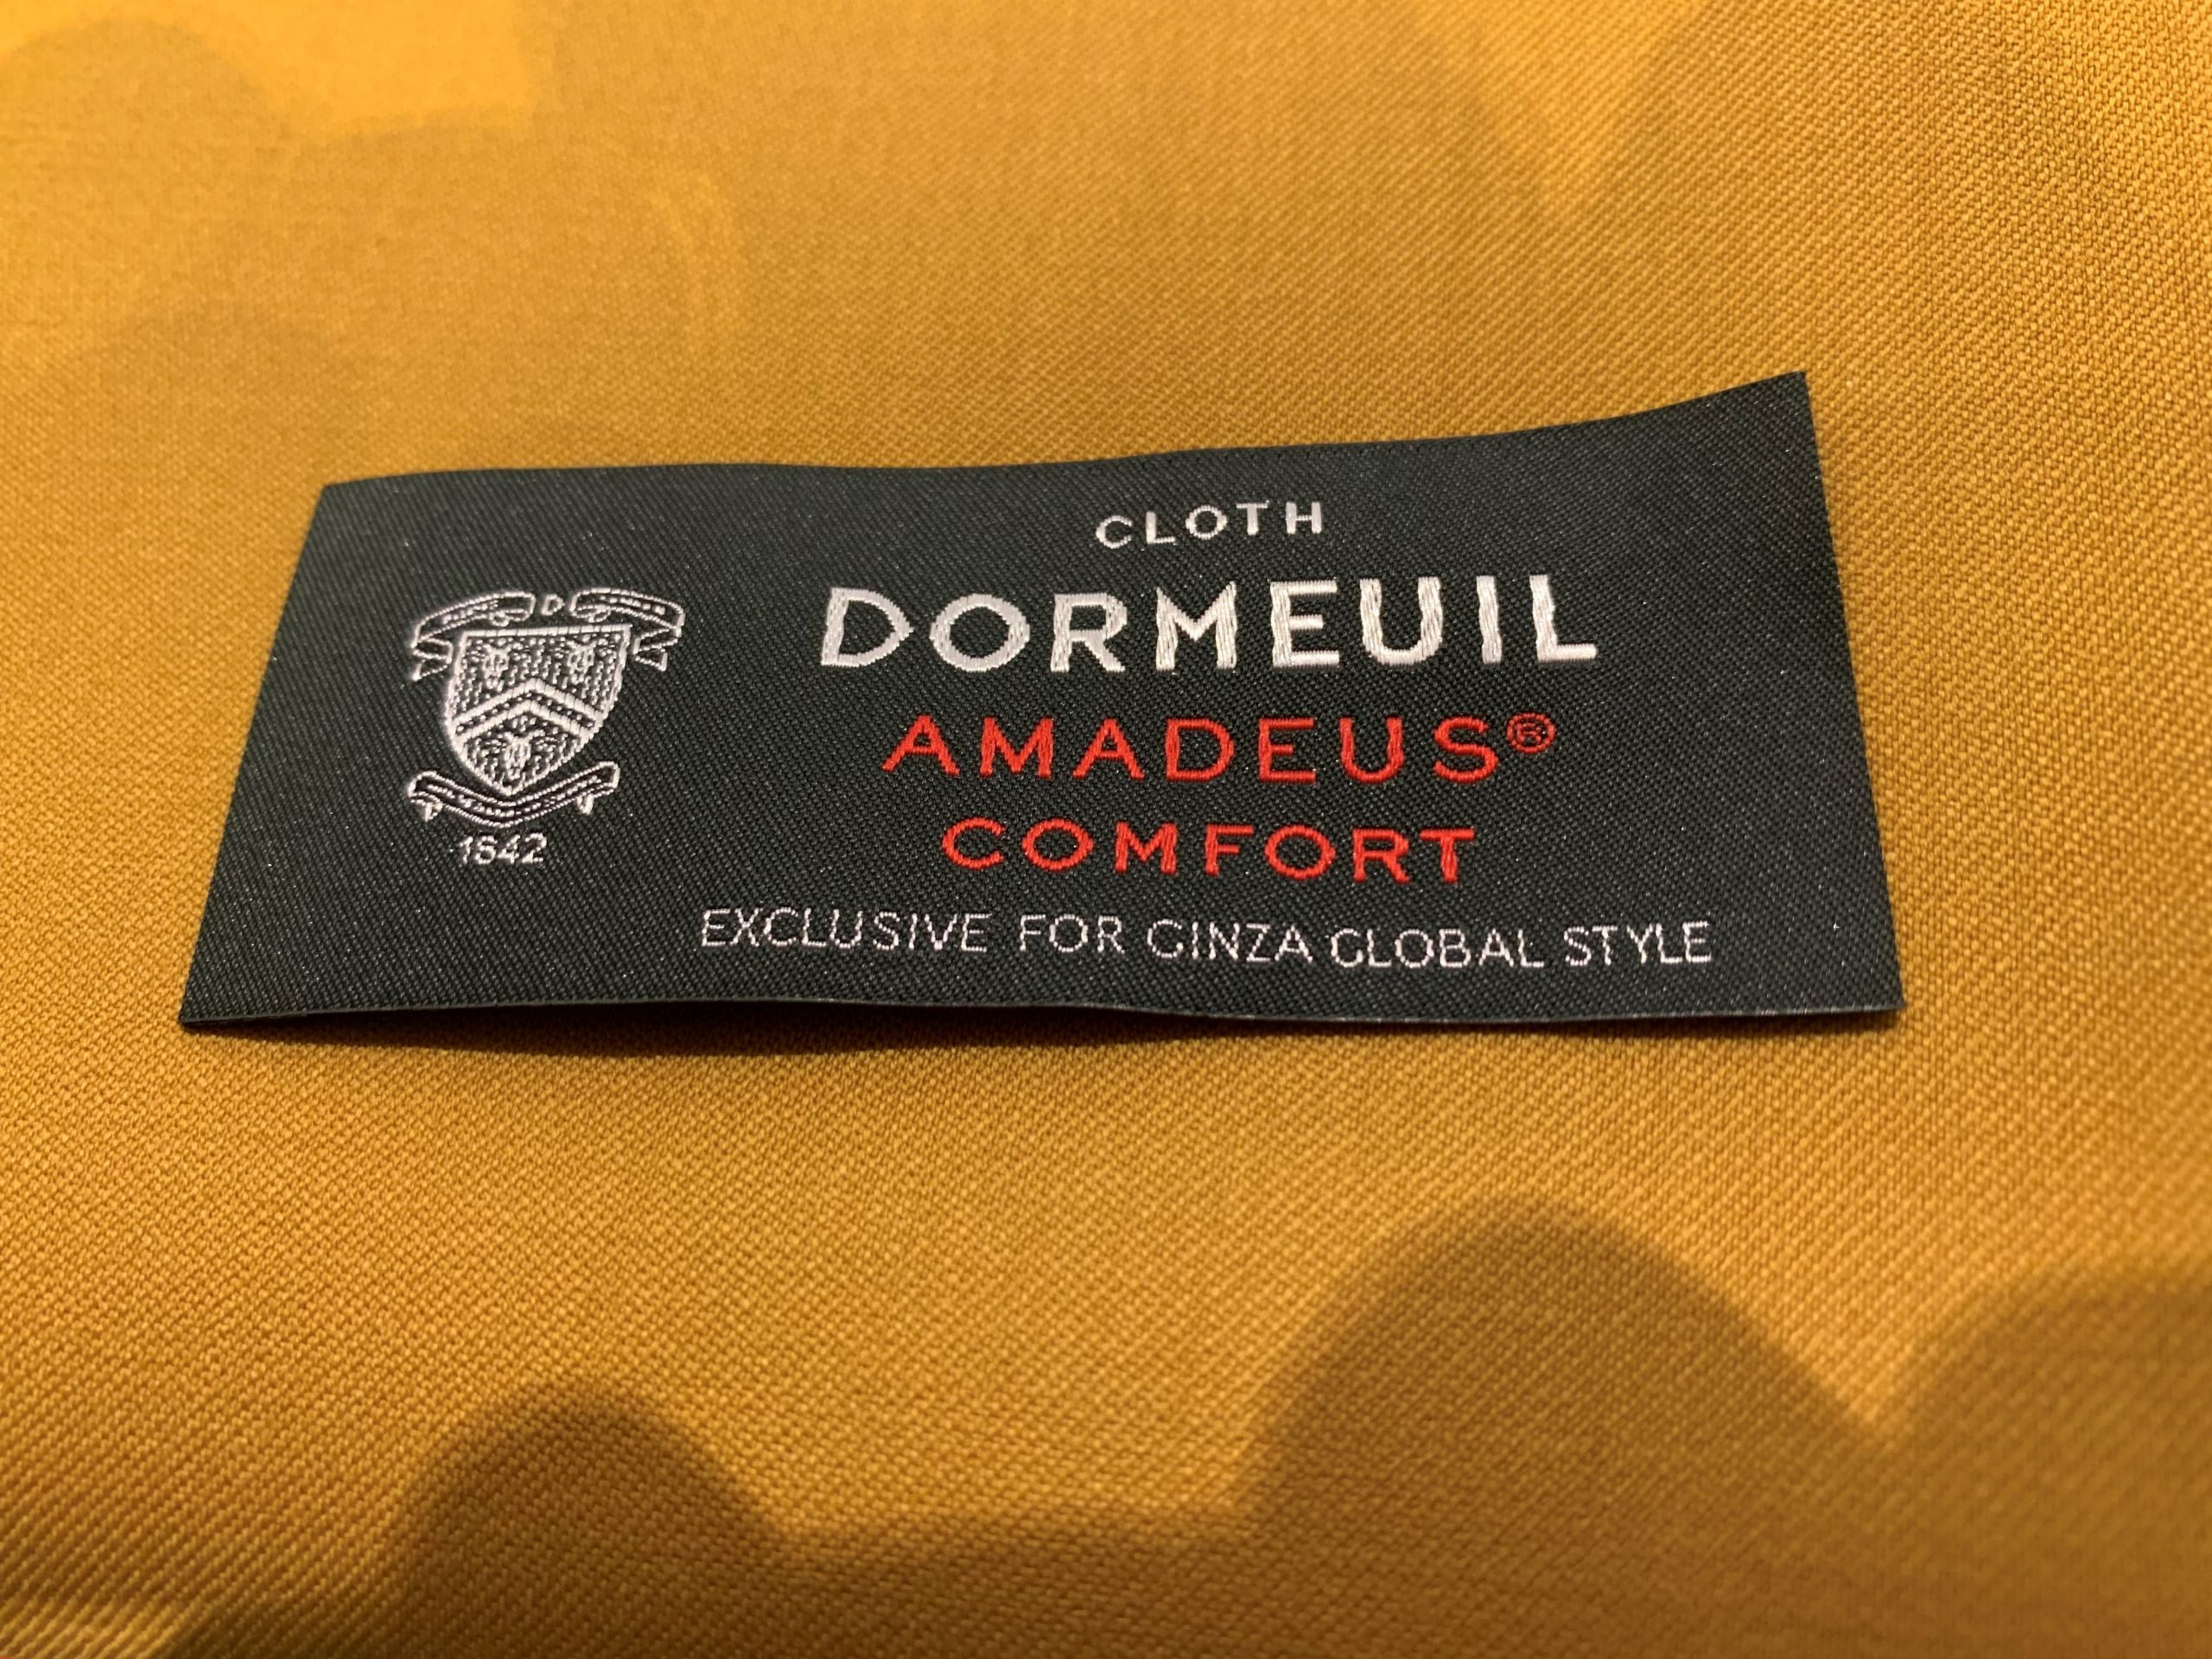 CLOTH
DORMEUIL
AMADEUS®
COMFORT
EXCLUSIVE FOR GINZA GLOBAL STYLE
D
1842